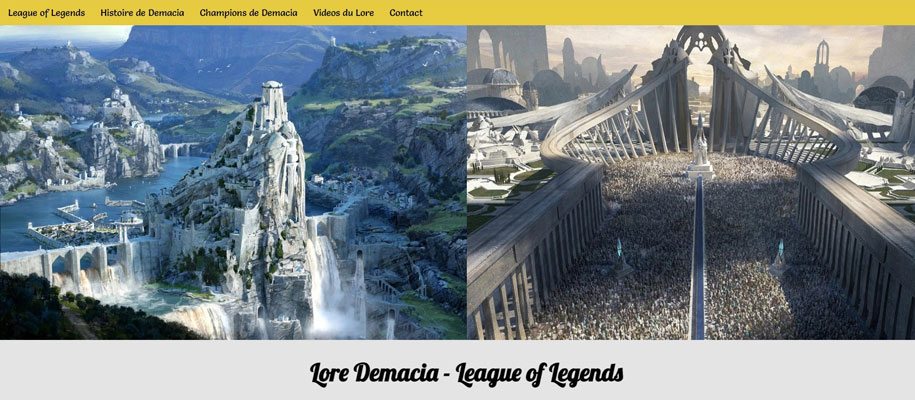 League of Legends Histoire de Demacia Champions de Demacia Videos du Lore Contact
Lore Demacia - League of Legends